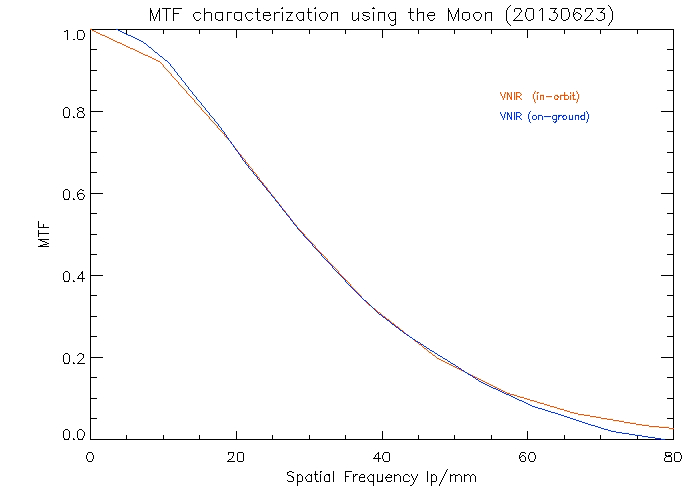 MTF characterization using the Moon (20130623)
1.0
0.8
0.6
0.4
0.2
0.0
MTF
VNIR (in-orbit)
VNIR (on-ground)
0 20 40 60 80
Spatial Frequency lp/mm